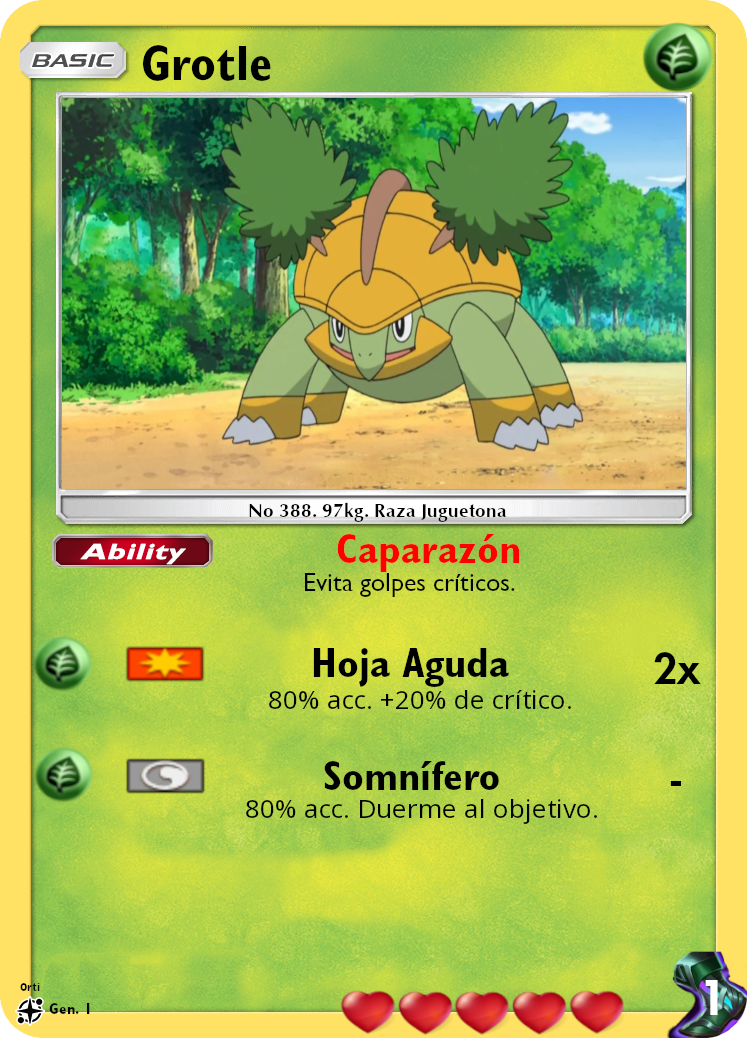 BASIC
Grotle
No 388. 97kg. Raza Juguetona
Ability
Caparazón
Evita golpes críticos.
Hoja Aguda
2x
80% acc. +20% de crítico.
Somnífero
-
80% acc. Duerme al objetivo.
Orti
Gen. 1
1